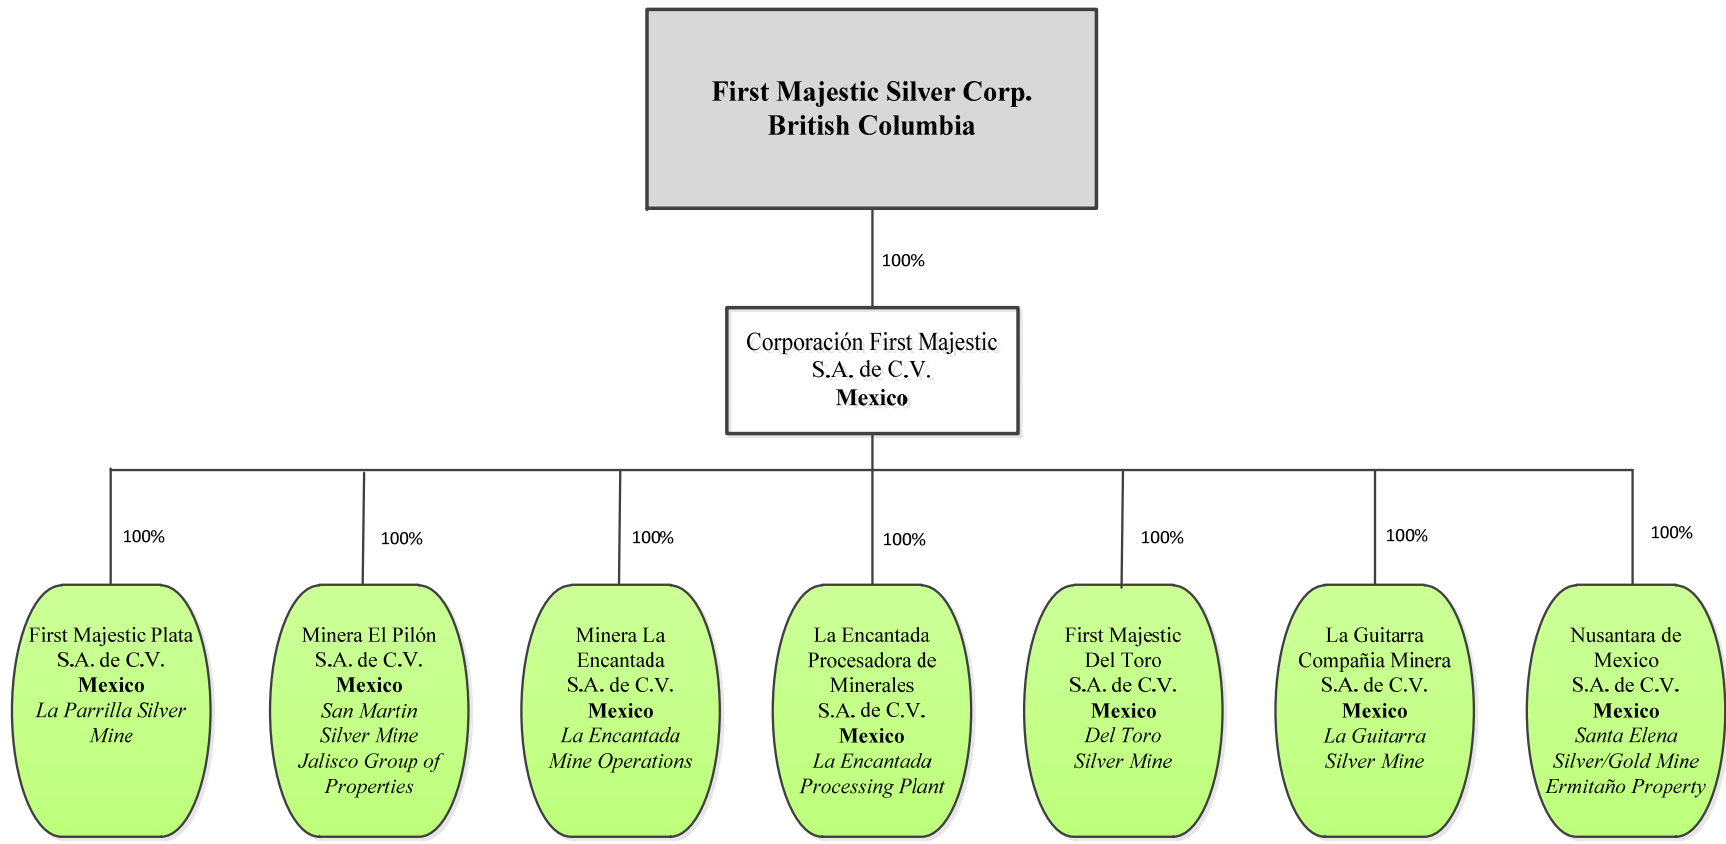 First Majestic Silver Corp.
British Columbia
100%
Corporación First Majestic
S.A. de C.V.
Mexico
100%
100%
100%
100%
100%
100%
100%
First Majestic Plata
S.A. de C.V.
Mexico
La Parrilla Silver
Mine
Minera El Pilón
S.A. de C.V.
Mexico
San Martin
Silver Mine
Jalisco Group of
Properties
Minera La
Encantada
S.A. de C.V.
Mexico
La Encantada
Mine Operations
La Encantada
Procesadora de
Minerales
S.A. de C.V.
Mexico
La Encantada
Processing Plant
First Majestic
Del Toro
S.A. de C.V.
Mexico
Del Toro
Silver Mine
La Guitarra
Compañia Minera
S.A. de C.V.
Mexico
La Guitarra
Silver Mine
Nusantara de
Mexico
S.A. de C.V.
Mexico
Santa Elena
Silver/Gold Mine
Ermitaño Property